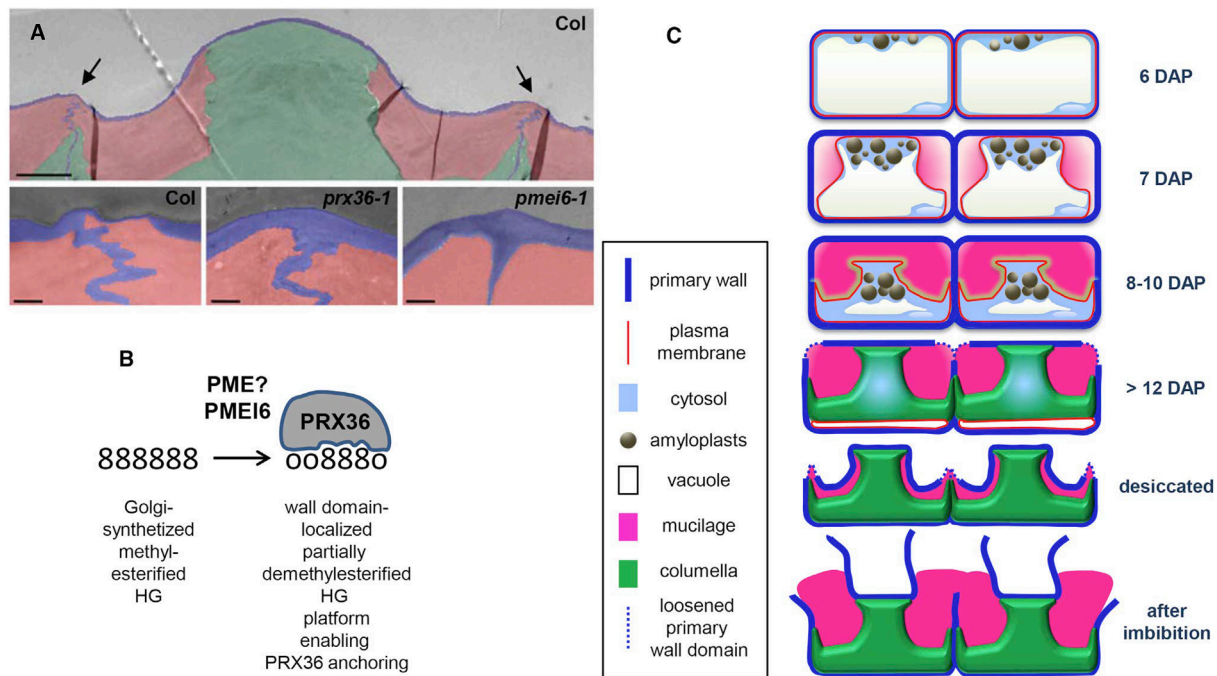 A
Col
Col
prx36-1
pmei6-1
B
PME?
PMEI6
PRX36
888888
oo888o
Golgi-
synthetized
methyl-
esterified
HG
wall domain-
localized
partially
demethylesterified
HG
platform
enabling
PRX36 anchoring
primary wall
plasma
membrane
cytosol
amyloplasts
vacuole
mucilage
columella
loosened
primary
wall domain
C
6 DAP
7 DAP
8-10 DAP
> 12 DAP
desiccated
after
imbibition